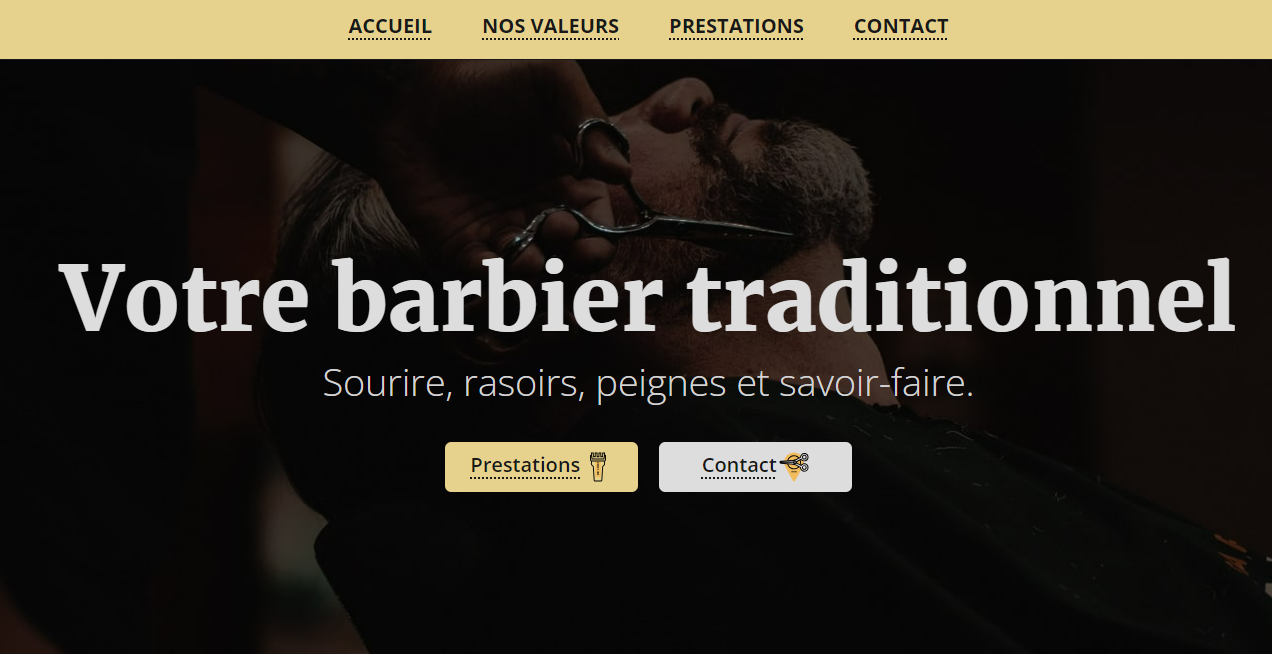 ACCUEIL NOS VALEURS PRESTATIONS CONTACT
Votre barbier traditionnel
Sourire, rasoirs, peignes et savoir-faire.
Prestations Contact